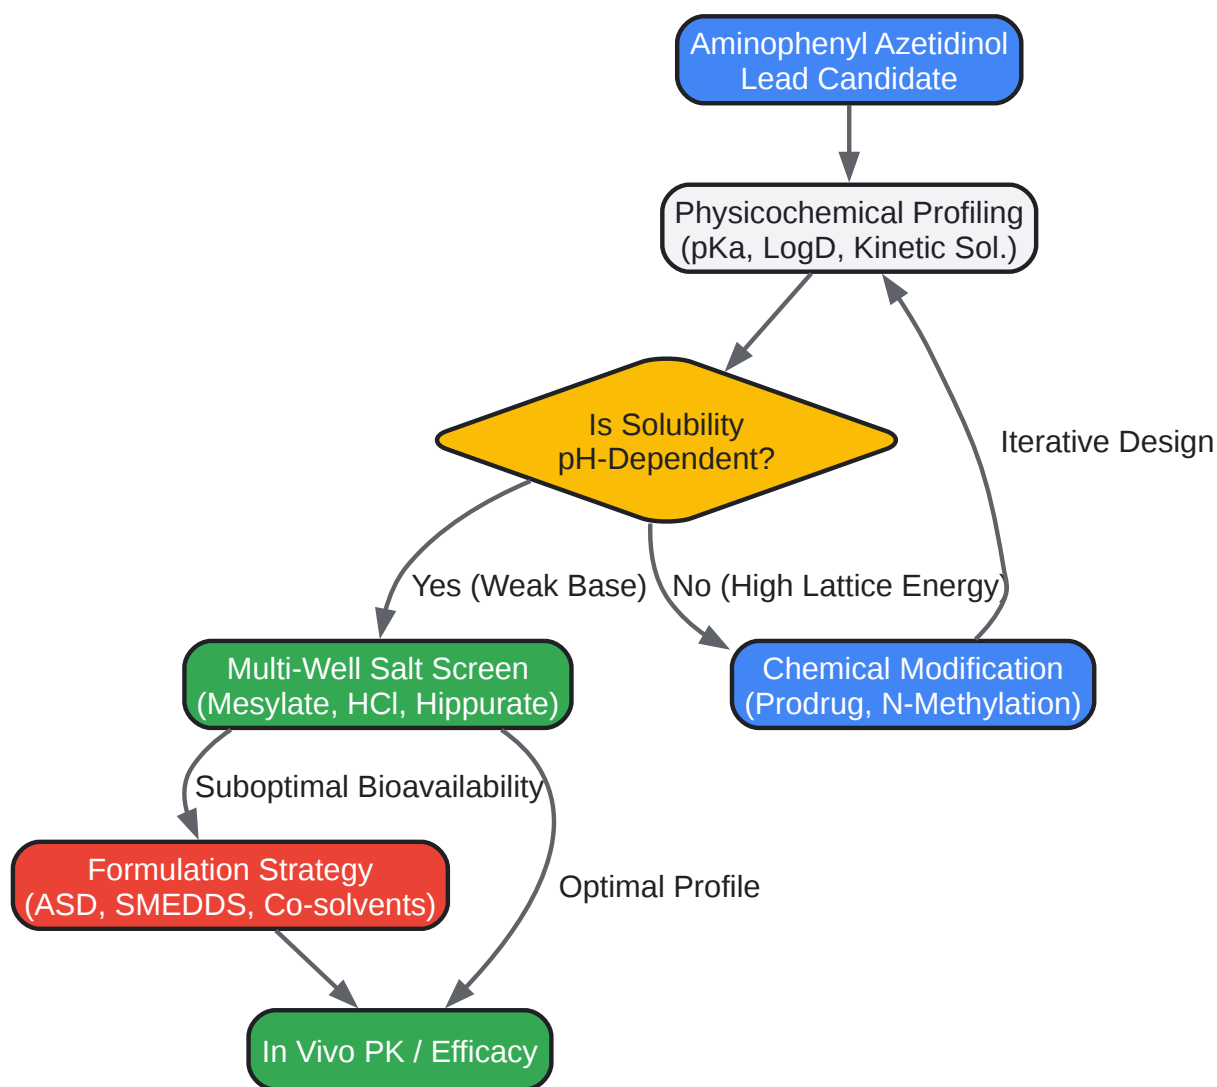 Aminophenyl Azetidinol
Lead Candidate
Physicochemical Profiling
(pKa, LogD, Kinetic Sol.)
Is Solubility
pH-Dependent?
Iterative Design
Yes (Weak Base)
No (High Lattice Energy)
Multi-Well Salt Screen
(Mesylate, HCl, Hippurate)
Chemical Modification
(Prodrug, N-Methylation)
Suboptimal Bioavailability
Formulation Strategy
(ASD, SMEDDS, Co-solvents)
Optimal Profile
In Vivo PK / Efficacy